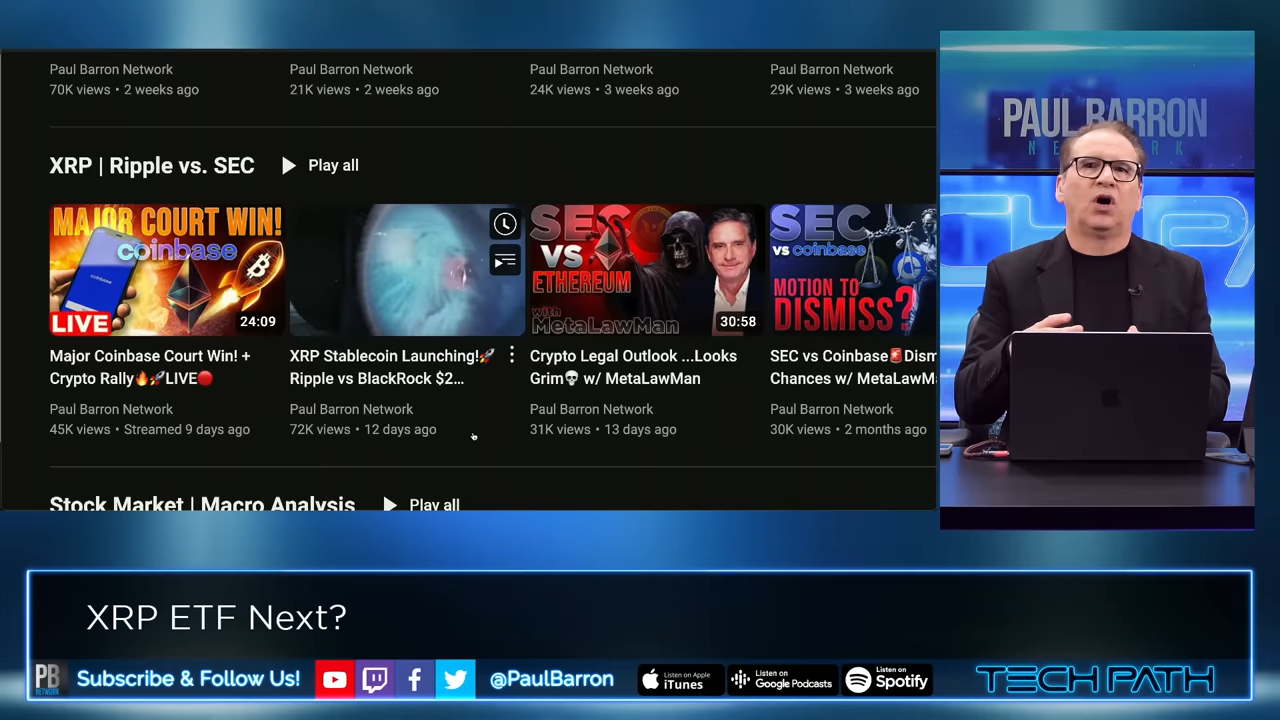 Paul Barron Network
70K views • 2 weeks ago
Paul Barron Network
21K views • 2 weeks ago
Paul Barron Network
24K views • 3 weeks ago
Paul Barron Network
29K views • 3 weeks ago
PAUL BARRON
XRP | Ripple vs. SEC
Play all
MAJOR COURT WIN!
coinbase
LIVE
24:09
SEC
VS
ETHEREUM
with
MetaLawMan
30:58
SEC
vs coinbase
MOTION TO
DISMISS?
Major Coinbase Court Win! +
Crypto Rally🔥🚀LIVE🔴
Paul Barron Network
45K views • Streamed 9 days ago
XRP Stablecoin Launching!🚀
Ripple vs BlackRock $2...
Paul Barron Network
72K views • 12 days ago
Crypto Legal Outlook ...Looks
Grim💀 w/ MetaLawMan
Paul Barron Network
31K views • 13 days ago
SEC vs Coinbase🚨Dism
Chances w/ MetaLawM
Paul Barron Network
30K views • 2 months ago
Stock Market | Macro Analysis
Play all
XRP ETF Next?
PB
NETWORK
Subscribe & Follow Us!
@PaulBarron
Listen on Apple
iTunes
Listen on
Google Podcasts
Listen on
Spotify
TECH PATH